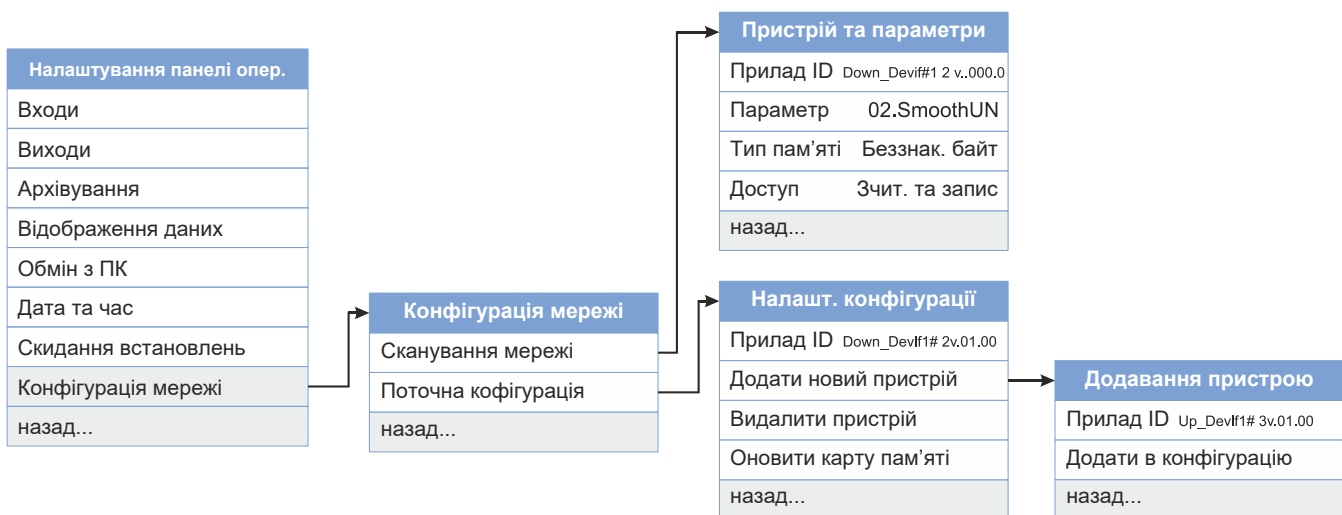 Налаштування панелі опер.
Входи
Виходи
Архівування
Відображення даних
Обмін з ПК
Дата та час
Скидання встановлень
Конфігурація мережі
назад...
Конфігурація мережі
Сканування мережі
Поточна кофігурація
назад...
Пристрій та параметри
Прилад ID Down_Devif#1 2 v..000.0
Параметр 02.SmoothUN
Тип пам’яті Беззнак. байт
Доступ Зчит. та запис
назад...
Налашт. конфігурації
Прилад ID Down_DevIf1# 2v.01.00
Додати новий пристрій
Видалити пристрій
Оновити карту пам’яті
назад...
Додавання пристрою
Прилад ID Up_DevIf1# 3v.01.00
Додати в конфігурацію
назад...